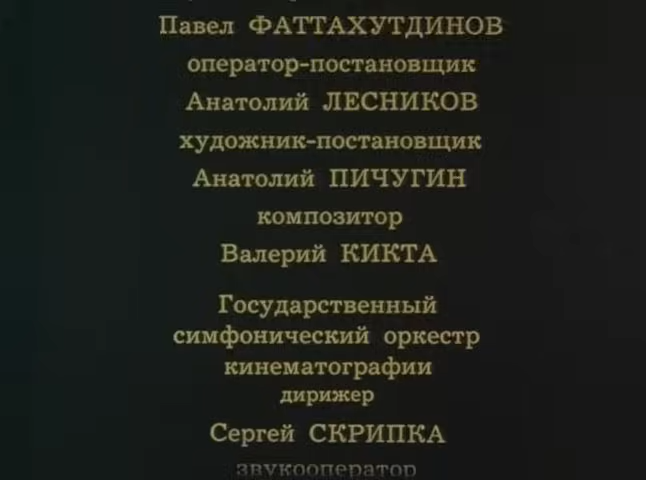 Павел ФАТТАХУТДИНОВ
оператор-постановщик
Анатолий ЛЕСНИКОВ
художник-постановщик
Анатолий ПИЧУГИН
композитор
Валерий КИКТА
Государственный
симфонический оркестр
кинематографии
дирижер
Сергей СКРИПКА
звукооператор